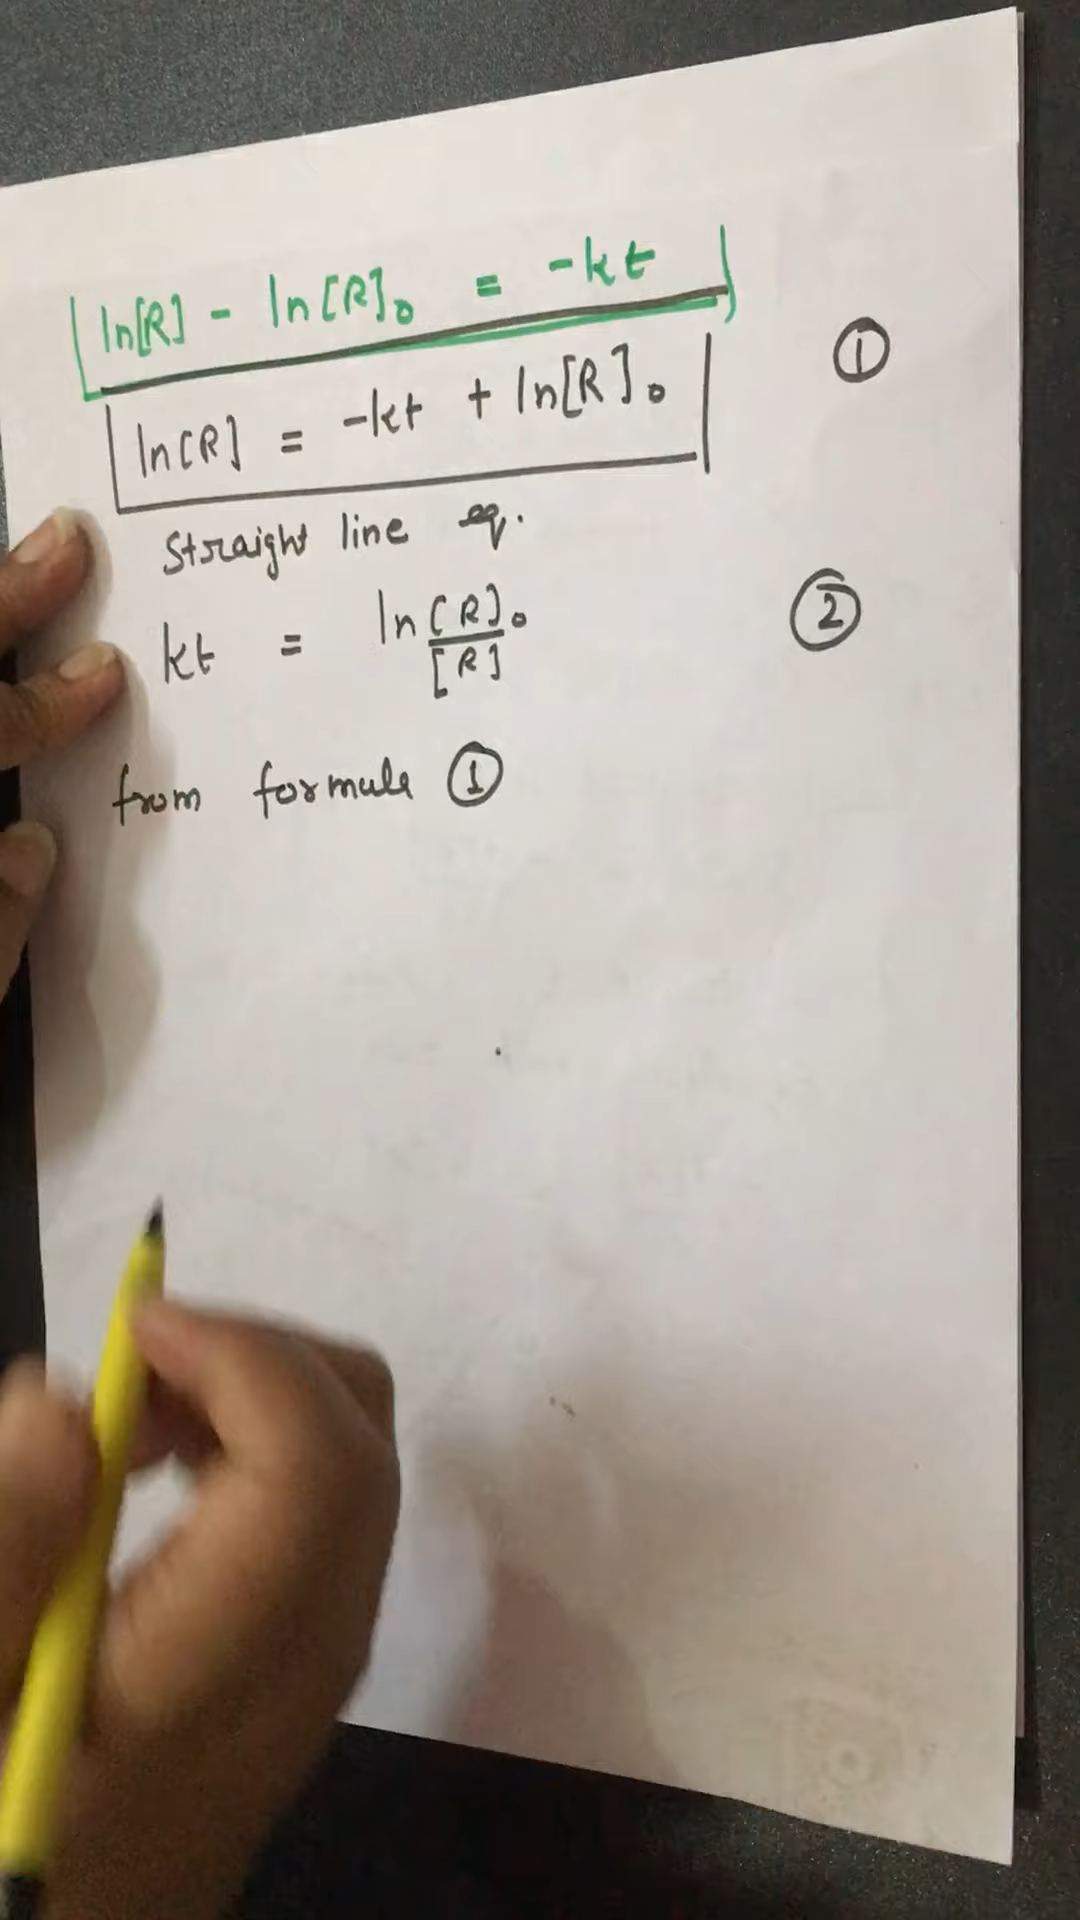 ln[R] - ln[R]₀ = -kt
ln[R] = -kt + ln[R]₀ ①
Straight line eq.
kt = ln [R]₀/[R] ②
from formula ①